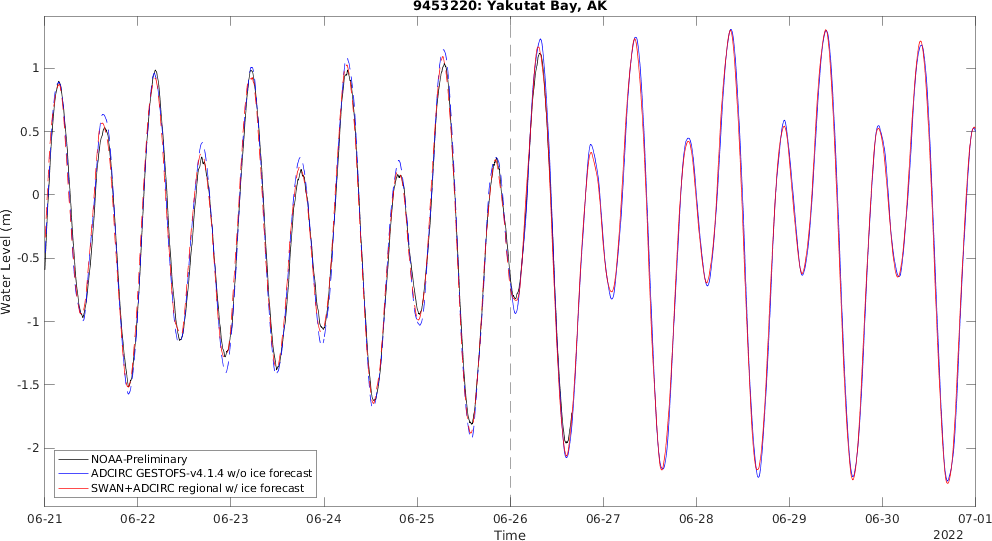 9453220: Yakutat Bay, AK
Water Level (m)
1
0.5
0
-0.5
-1
-1.5
-2
NOAA-Preliminary
ADCIRC GESTOFS-v4.1.4 w/o ice forecast
SWAN+ADCIRC regional w/ ice forecast
06-21 06-22 06-23 06-24 06-25 06-26 06-27 06-28 06-29 06-30 07-01
Time
2022